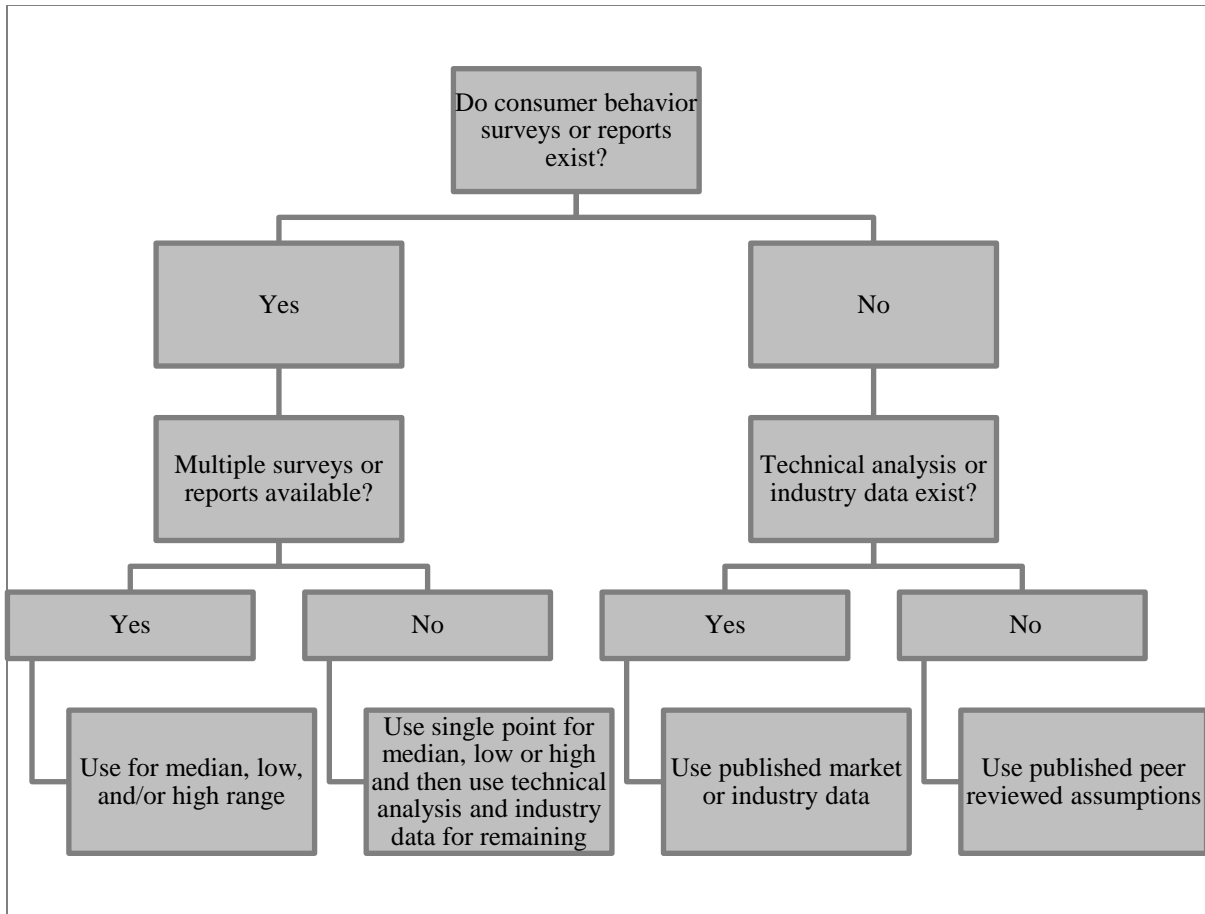 Do consumer behavior
surveys or reports
exist?
Yes
No
Multiple surveys or
reports available?
Technical analysis or
industry data exist?
Yes
No
Yes
No
Use for median, low,
and/or high range
Use single point for
median, low or high
and then use technical
analysis and industry
data for remaining
Use published market
or industry data
Use published peer
reviewed assumptions